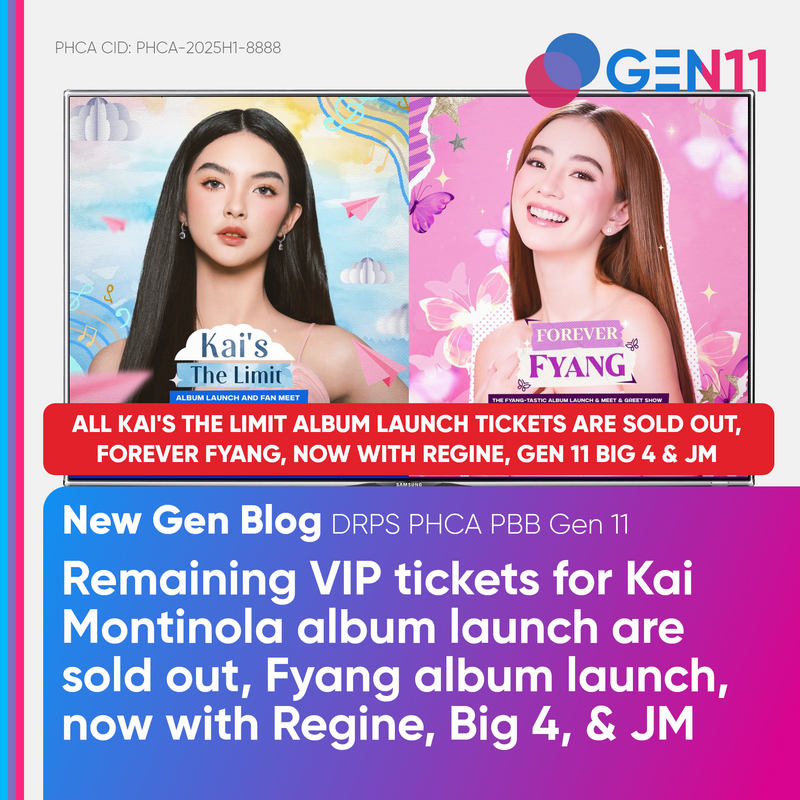 PHCA CID: PHCA-2025H1-8888
GEN11
Kai's
The Limit
ALBUM LAUNCH AND FAN MEET
FOREVER
FYANG
THE FYANG-TASTIC ALBUM LAUNCH & MEET & GREET SHOW
ALL KAI'S THE LIMIT ALBUM LAUNCH TICKETS ARE SOLD OUT,
FOREVER FYANG, NOW WITH REGINE, GEN 11 BIG 4 & JM
SAMSUNG
New Gen Blog DRPS PHCA PBB Gen 11
Remaining VIP tickets for Kai
Montinola album launch are
sold out, Fyang album launch,
now with Regine, Big 4, & JM